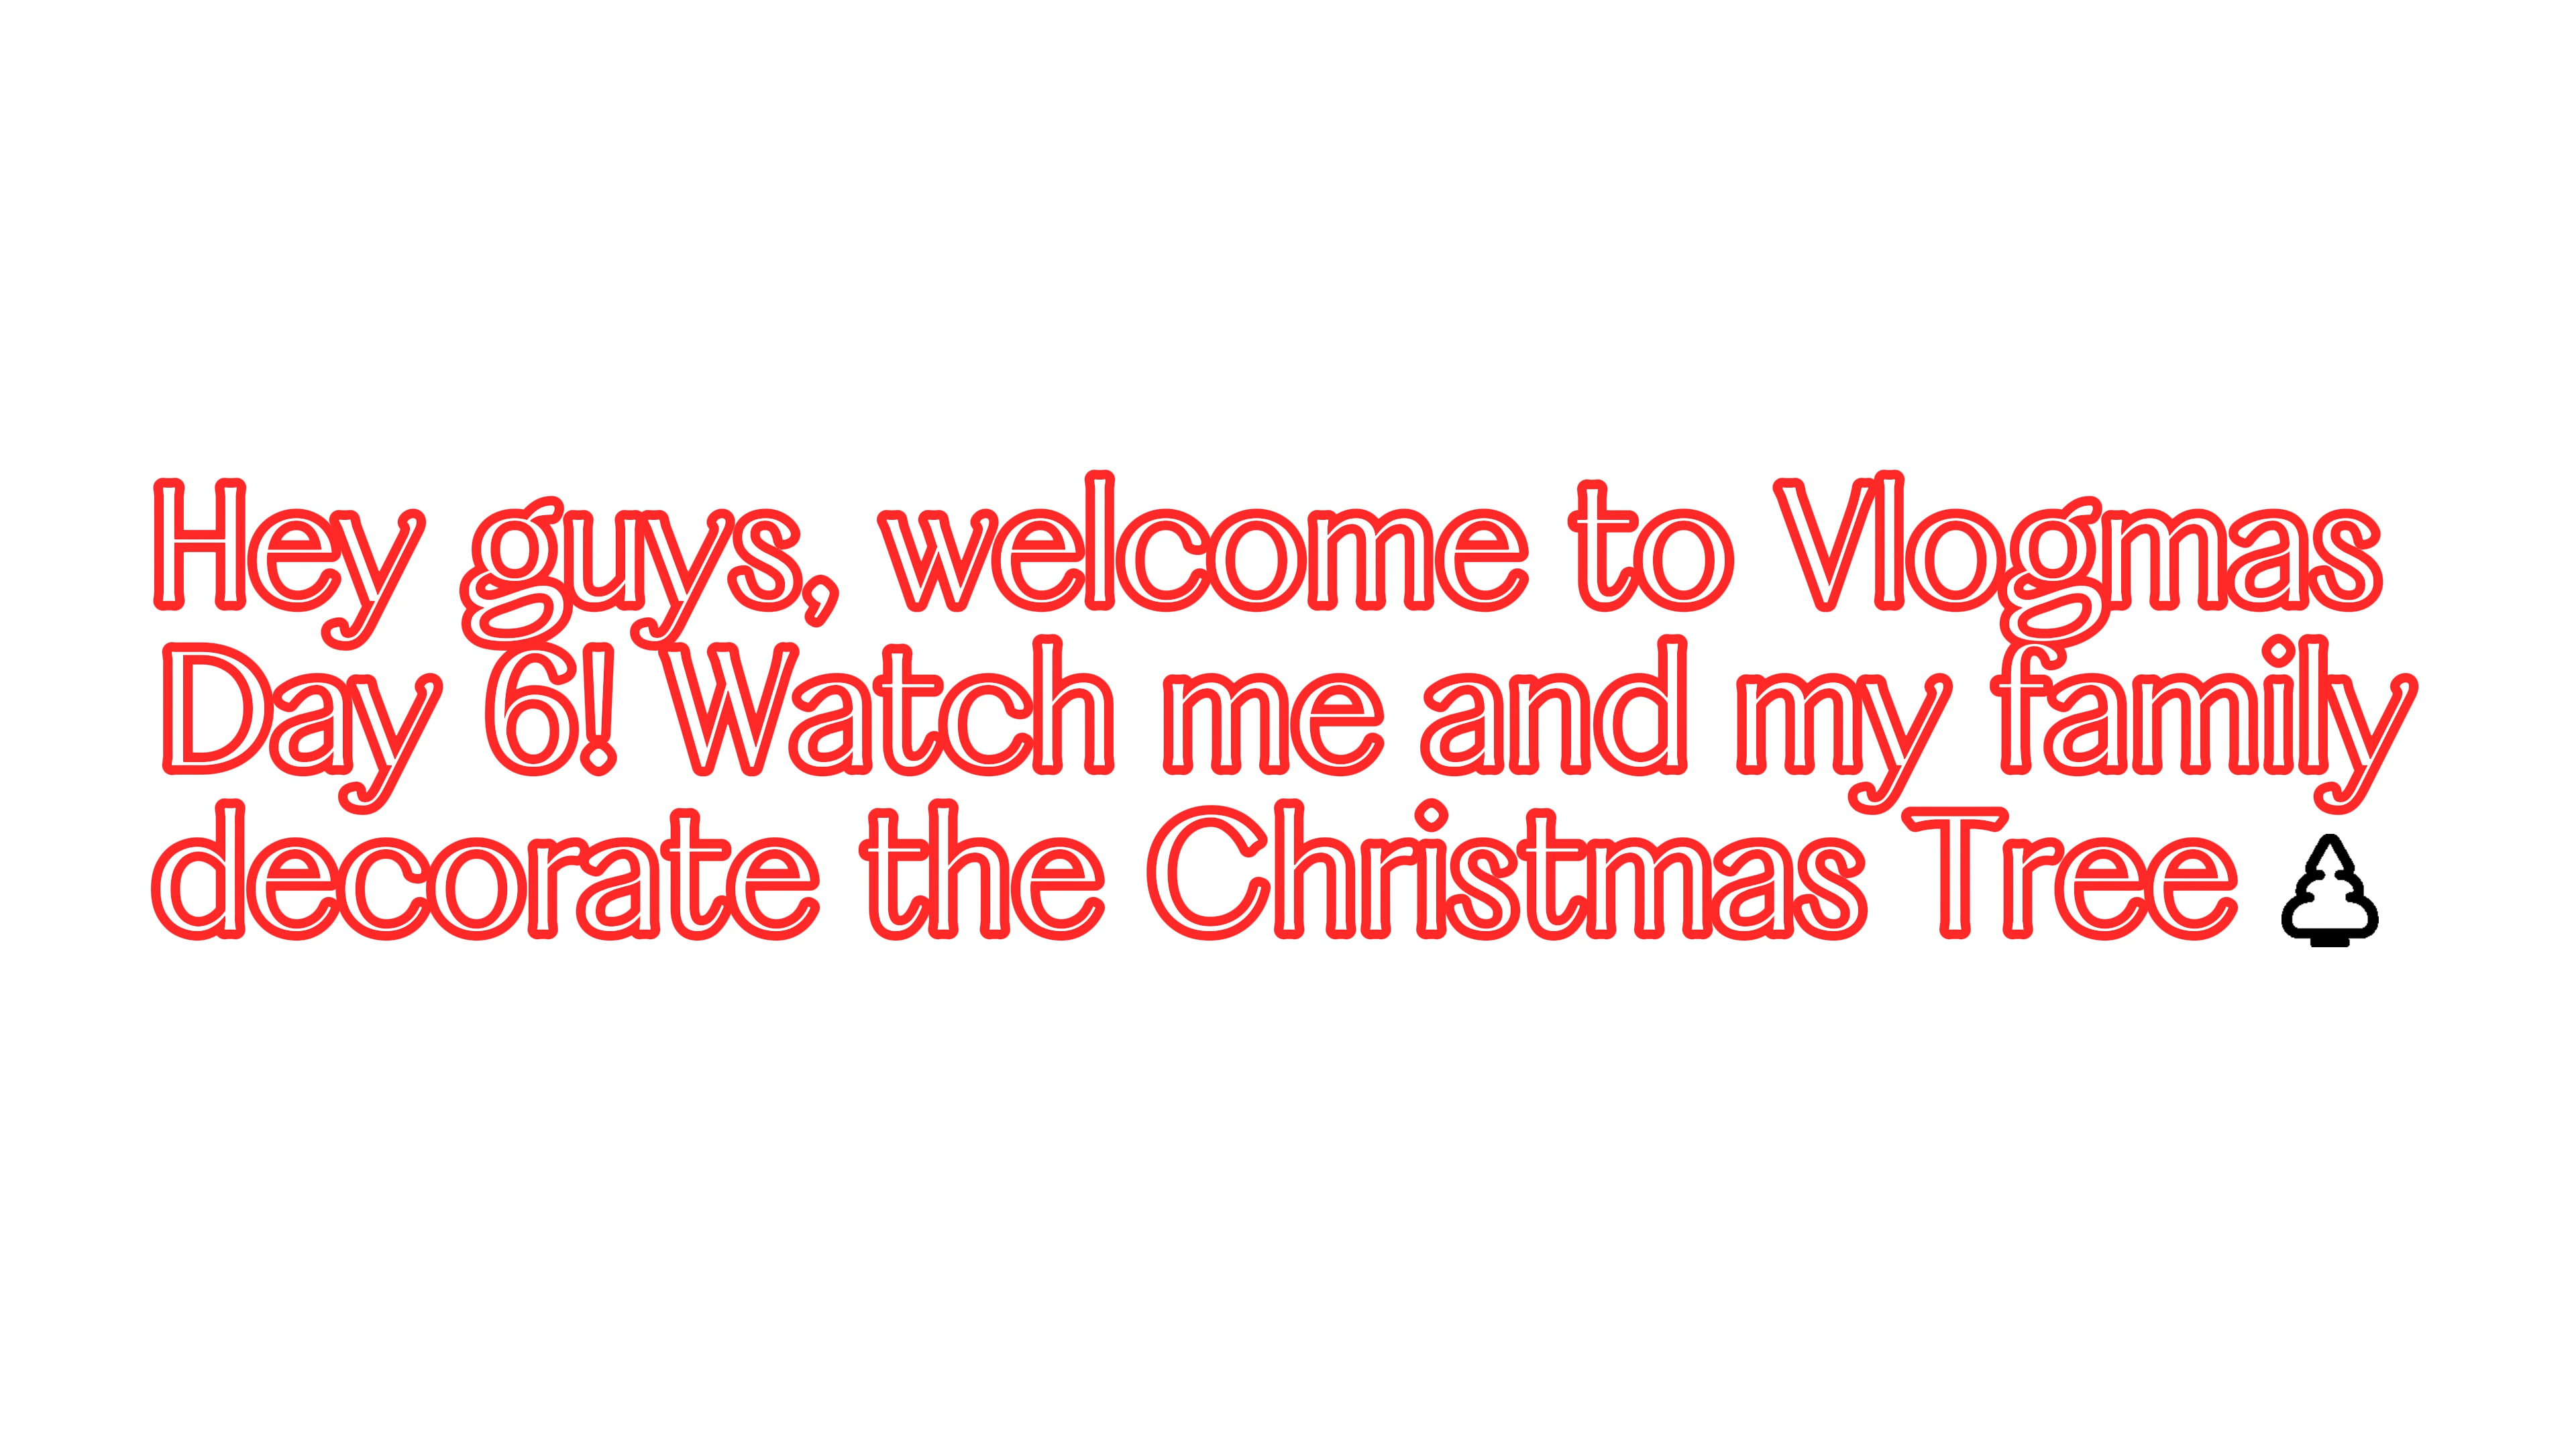 Hey guys, welcome to Vlogmas
Day 6! Watch me and my family
decorate the Christmas Tree